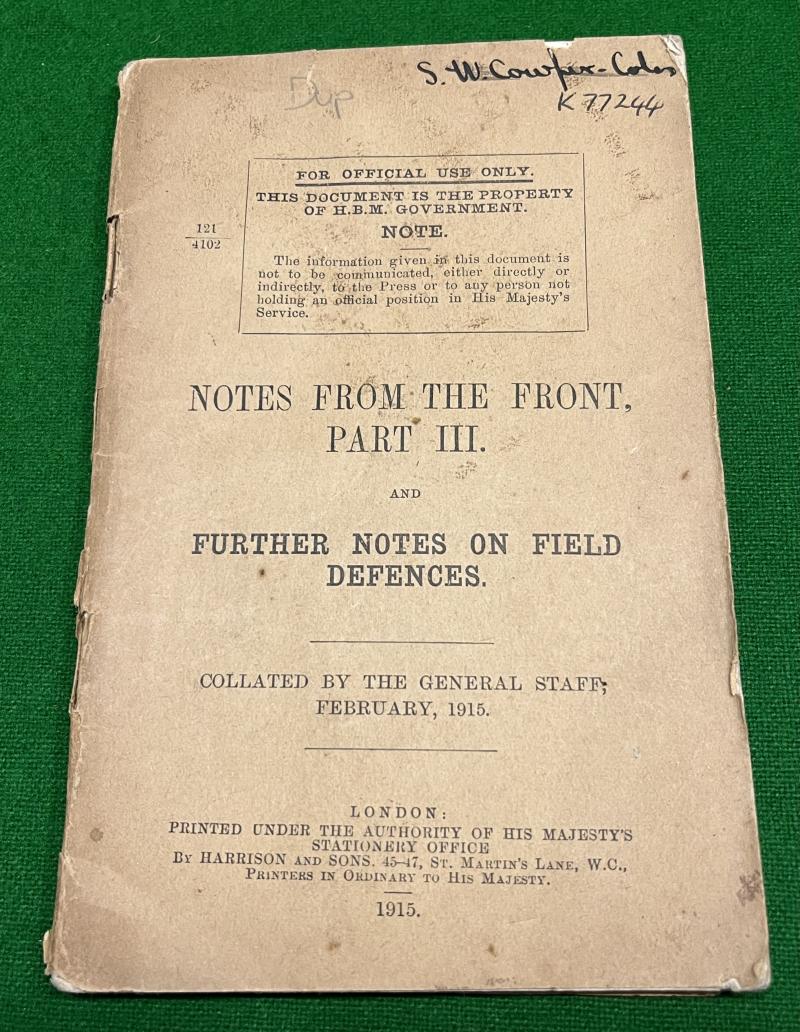 S. W. Cowper-Coles
K 77244
Dup
FOR OFFICIAL USE ONLY.
THIS DOCUMENT IS THE PROPERTY
OF H.B.M. GOVERNMENT.
NOTE.
121
4102
The information given in this document is
not to be communicated, either directly or
indirectly, to the Press or to any person not
holding an official position in His Majesty's
Service.
NOTES FROM THE FRONT,
PART III.
AND
FURTHER NOTES ON FIELD
DEFENCES.
COLLATED BY THE GENERAL STAFF,
FEBRUARY, 1915.
LONDON:
PRINTED UNDER THE AUTHORITY OF HIS MAJESTY'S
STATIONERY OFFICE
By HARRISON AND SONS, 45-47, St. Martin's Lane, W.C.,
Printers in Ordinary to His Majesty.
1915.